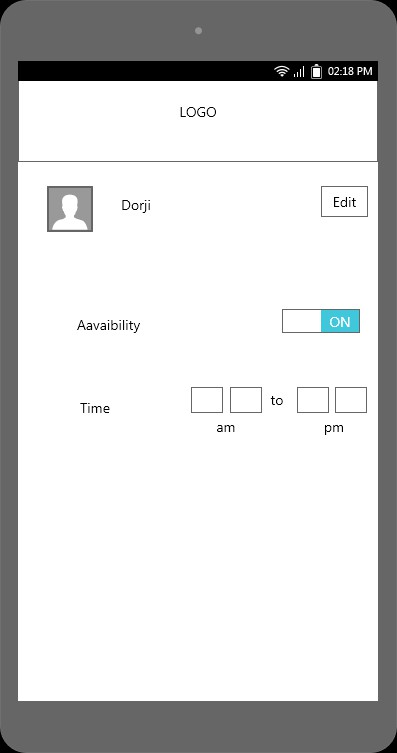 02:18 PM
LOGO
Dorji
Edit
Aavaibility
ON
Time
to
am
pm